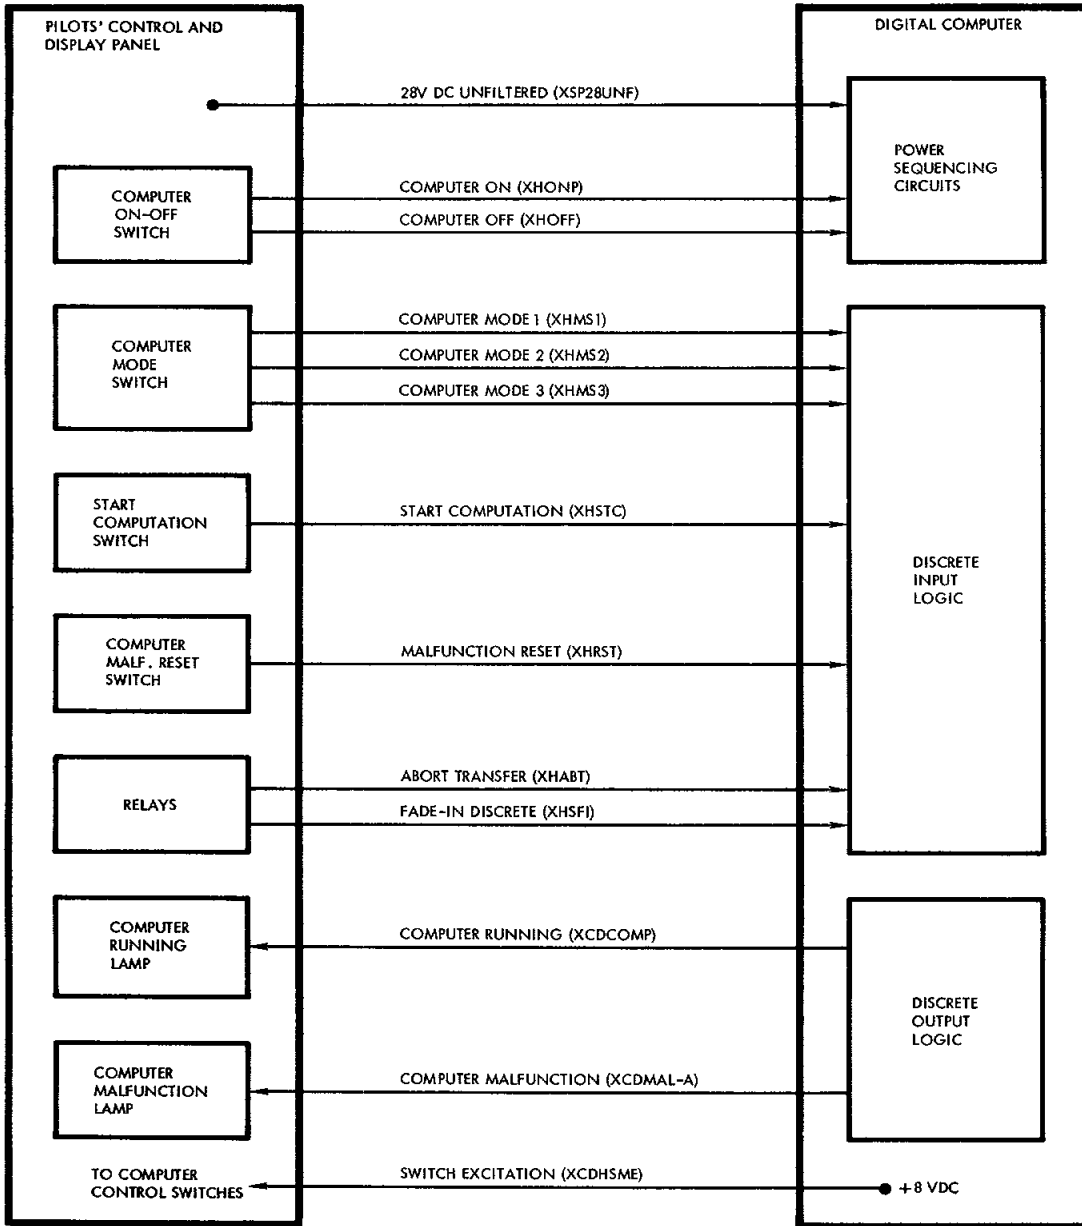 PILOTS' CONTROL AND
DISPLAY PANEL
DIGITAL COMPUTER
28V DC UNFILTERED (XSP28UNF)
POWER
SEQUENCING
CIRCUITS
COMPUTER
ON-OFF
SWITCH
COMPUTER ON (XHONP)
COMPUTER OFF (XHOFF)
COMPUTER
MODE
SWITCH
COMPUTER MODE 1 (XHMS1)
COMPUTER MODE 2 (XHMS2)
COMPUTER MODE 3 (XHMS3)
START
COMPUTATION
SWITCH
START COMPUTATION (XHSTC)
DISCRETE
INPUT
LOGIC
COMPUTER
MALF. RESET
SWITCH
MALFUNCTION RESET (XHRST)
RELAYS
ABORT TRANSFER (XHABT)
FADE-IN DISCRETE (XHSFI)
COMPUTER
RUNNING
LAMP
COMPUTER RUNNING (XCDCOMP)
DISCRETE
OUTPUT
LOGIC
COMPUTER
MALFUNCTION
LAMP
COMPUTER MALFUNCTION (XCDMAL-A)
TO COMPUTER
CONTROL SWITCHES
SWITCH EXCITATION (XCDHSME)
+8 VDC